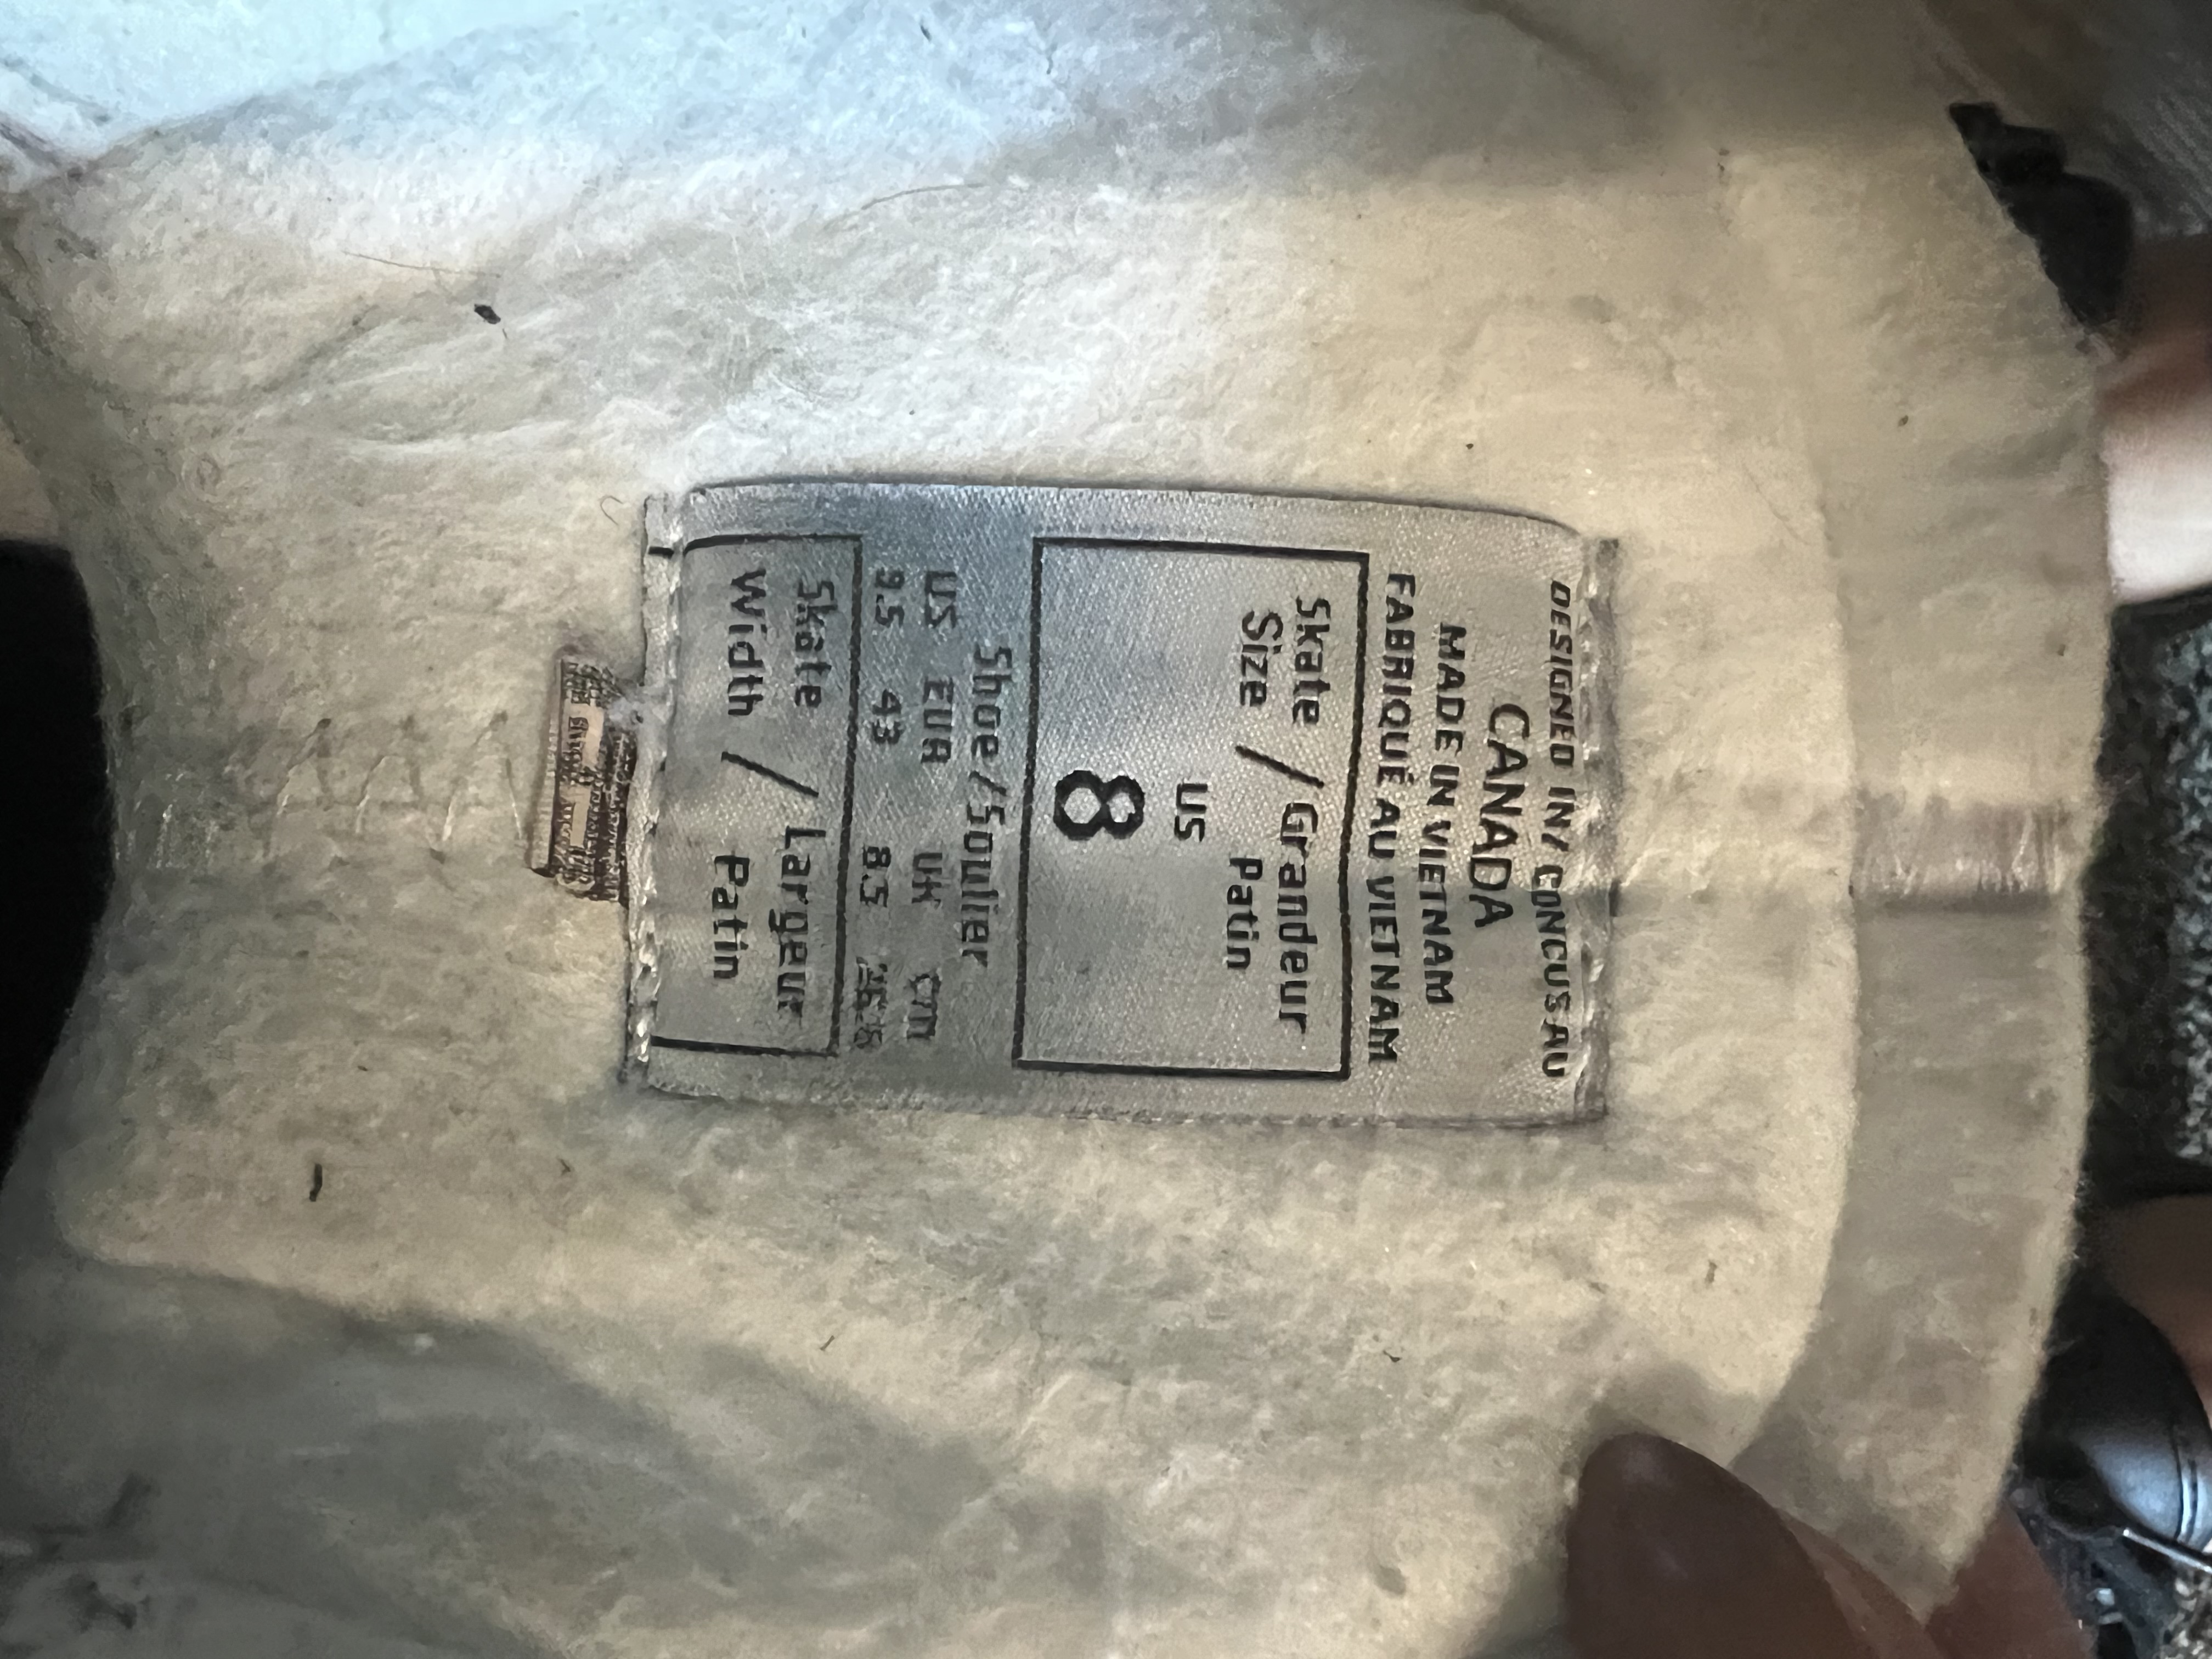 DESIGNED IN/ CONCUS AU
CANADA
MADE IN VIETNAM
FABRIQUÉ AU VIETNAM
Skate / Grandeur
Size Patin
US
8
Shoe/Soulier
US EUR UK cm
9.5 43 8.5
Skate / Largeur
Width Patin